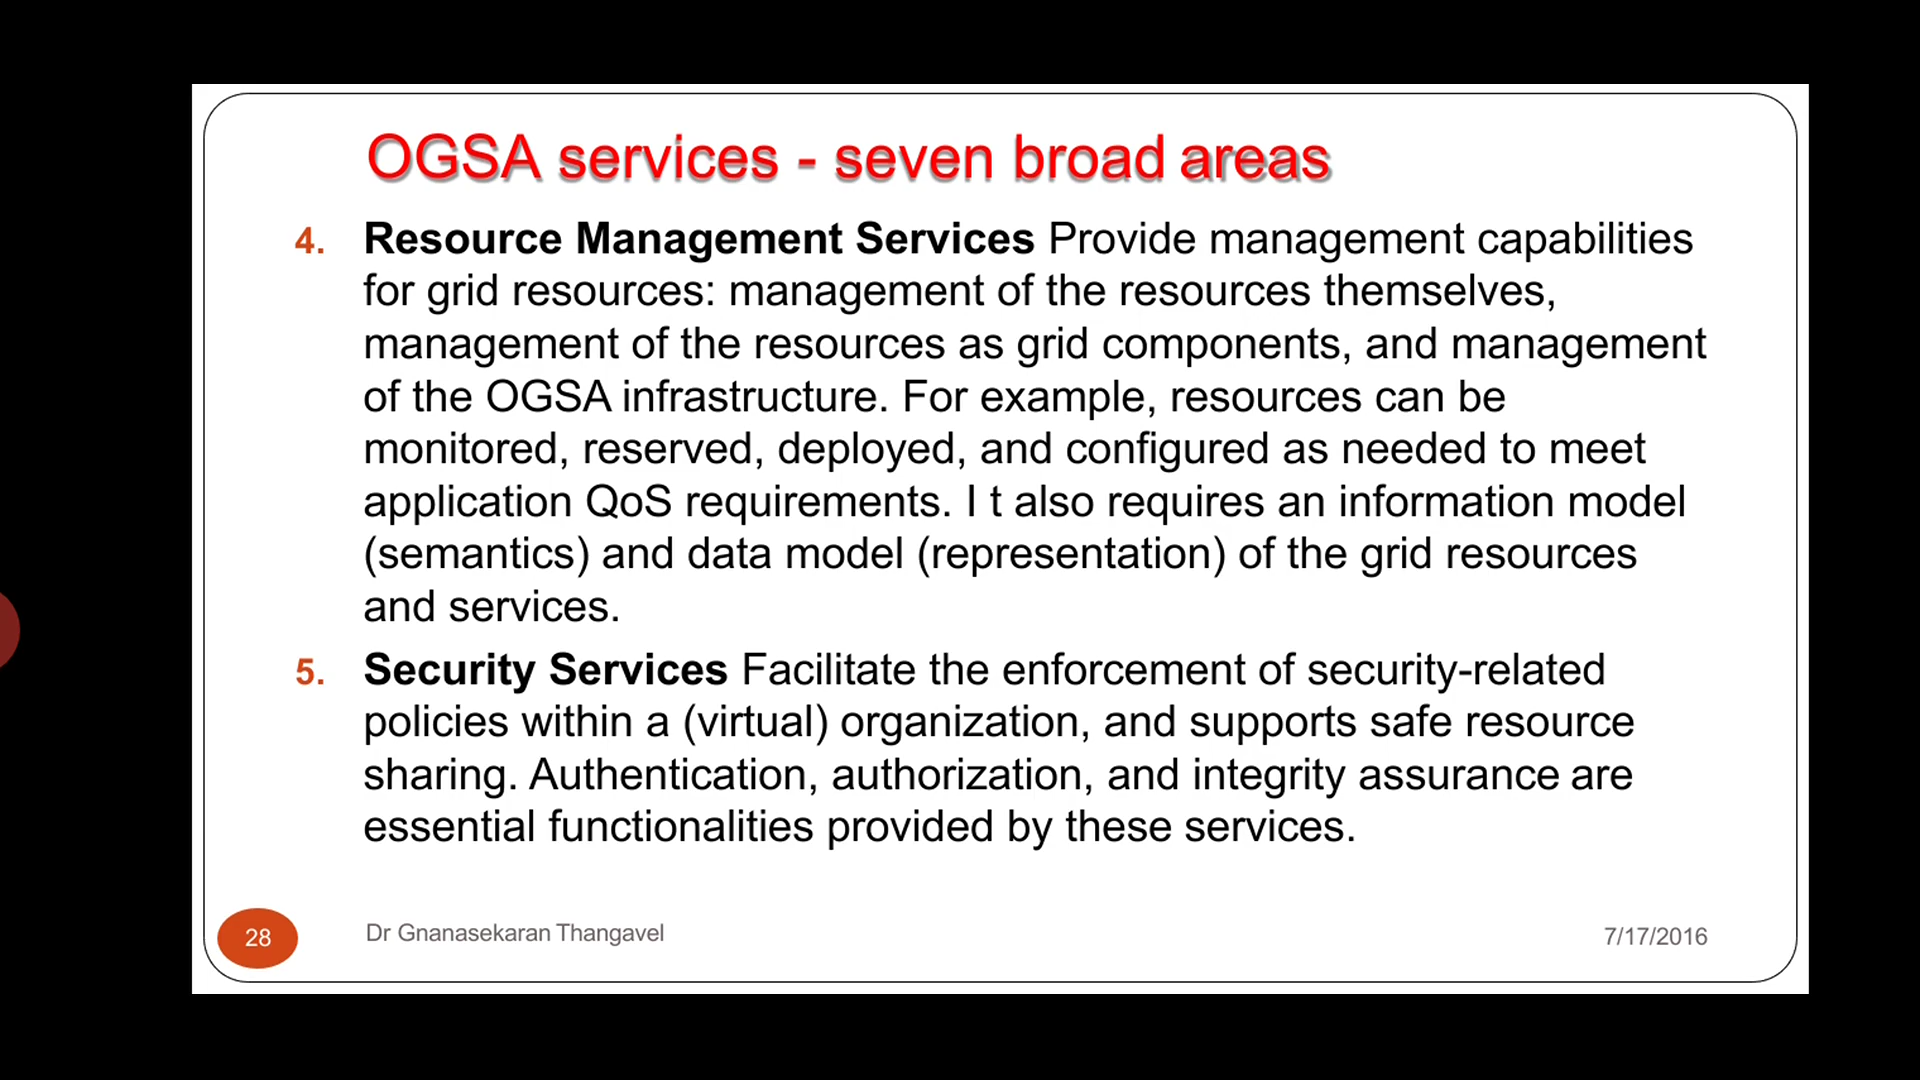 OGSA services - seven broad areas
4. Resource Management Services Provide management capabilities
for grid resources: management of the resources themselves,
management of the resources as grid components, and management
of the OGSA infrastructure. For example, resources can be
monitored, reserved, deployed, and configured as needed to meet
application QoS requirements. I t also requires an information model
(semantics) and data model (representation) of the grid resources
and services.
5. Security Services Facilitate the enforcement of security-related
policies within a (virtual) organization, and supports safe resource
sharing. Authentication, authorization, and integrity assurance are
essential functionalities provided by these services.
28 Dr Gnanasekaran Thangavel 7/17/2016